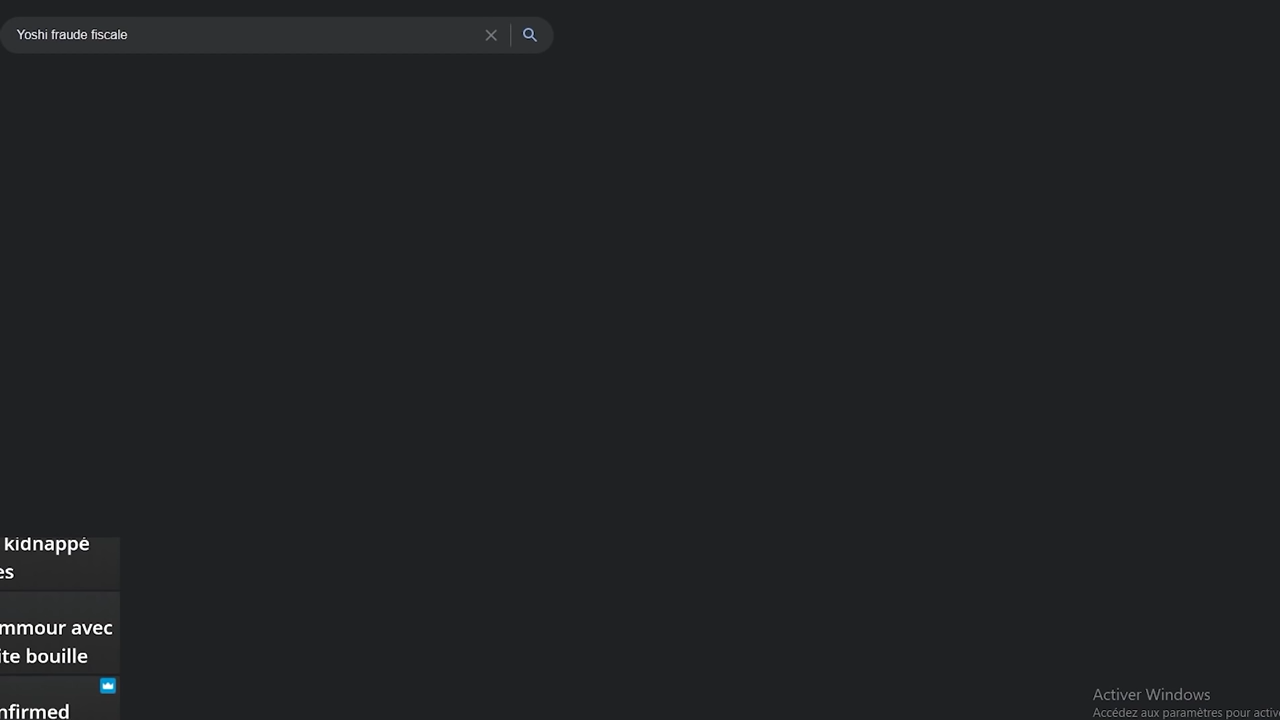 Yoshi fraude fiscale
kidnappé
es
mmour avec
ite bouille
nfirmed
Activer Windows
Accédez aux paramètres pour activ